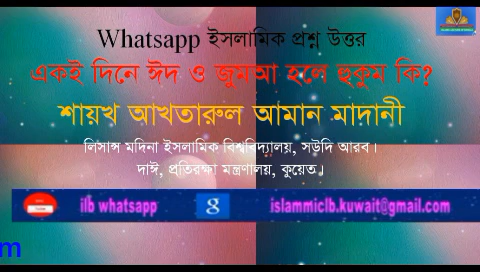 Whatsapp ইসলামিক প্রশ্ন উত্তর
একই দিনে ঈদ ও জুমআ হলে হুকুম কি?
শায়খ আখতারুল আমান মাদানী
লিসান্স মদিনা ইসলামিক বিশ্ববিদ্যালয়, সউদি আরব।
দাঈ, প্রতিরক্ষা মন্ত্রণালয়, কুয়েত।
ilb whatsapp 8 islammiclb.kuwait@gmail.com
m